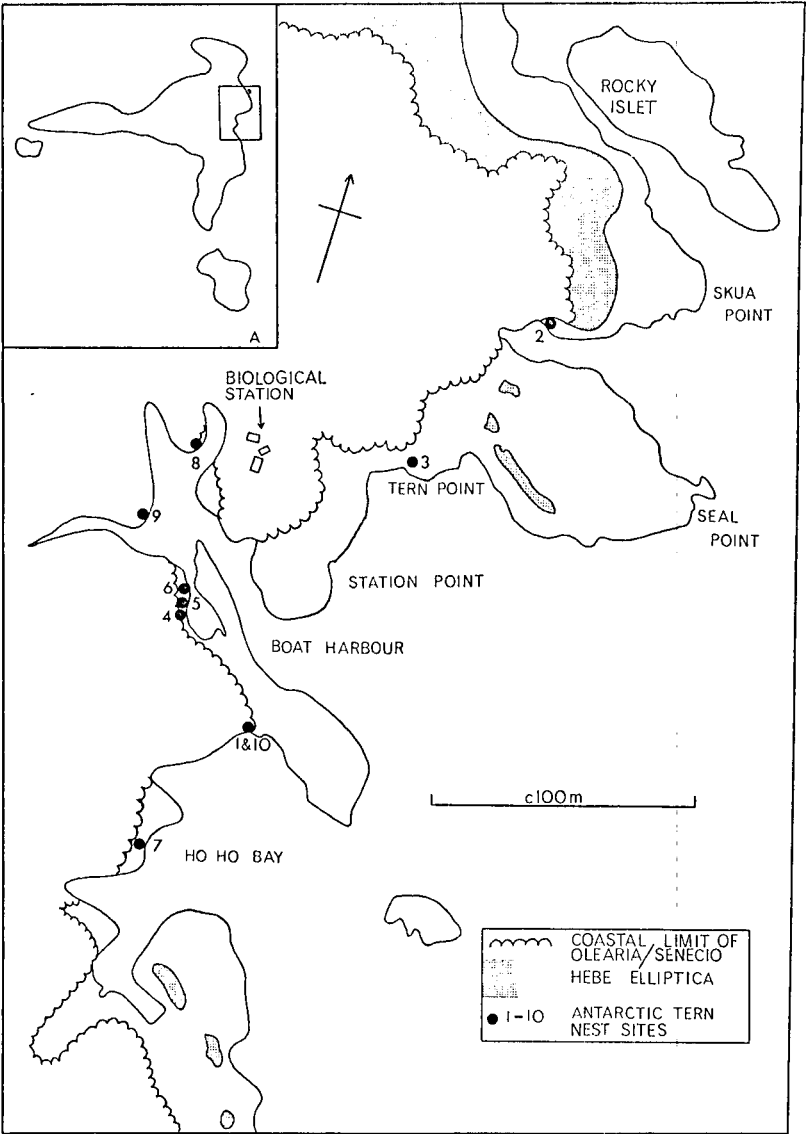 A
ROCKY
ISLET
SKUA
POINT
2
BIOLOGICAL
STATION
8
3
TERN POINT
9
SEAL
POINT
STATION POINT
6
5
4
BOAT HARBOUR
1&10
c100m
7
HO HO BAY
COASTAL LIMIT OF
OLEARIA/SENECIO
HEBE ELLIPTICA
1-10 ANTARCTIC TERN
NEST SITES